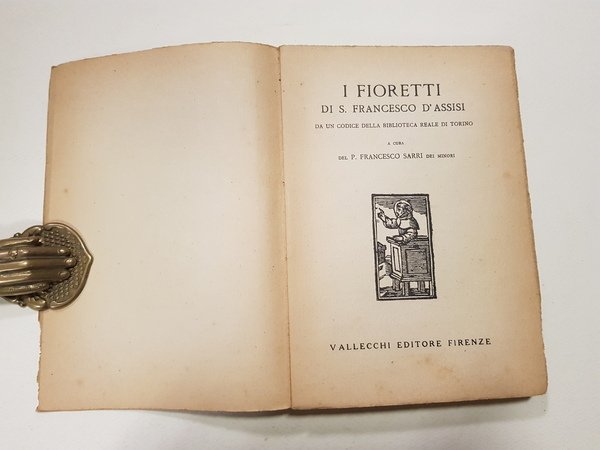 I FIORETTI
DI S. FRANCESCO D'ASSISI
DA UN CODICE DELLA BIBLIOTECA REALE DI TORINO
A CURA
DEL P. FRANCESCO SARRI DEI MINORI
VALLECCHI EDITORE FIRENZE